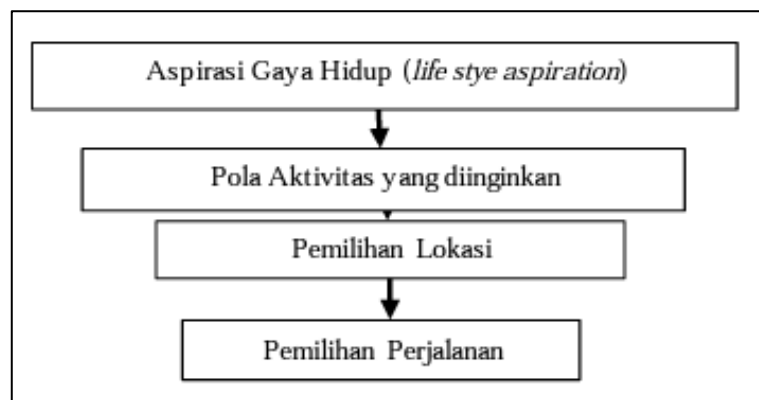 Aspirasi Gaya Hidup (life stye aspiration)
Pola Aktivitas yang diinginkan
Pemilihan Lokasi
Pemilihan Perjalanan